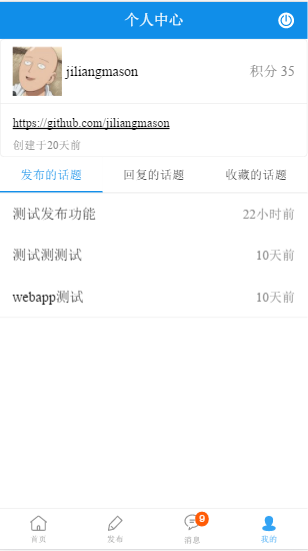 个人中心
jiliangmason 积分 35
https://github.com/jiliangmason
创建于20天前
发布的话题 回复的话题 收藏的话题
测试发布功能 22小时前
测试测测试 10天前
webapp测试 10天前
9
首页 发布 消息 我的